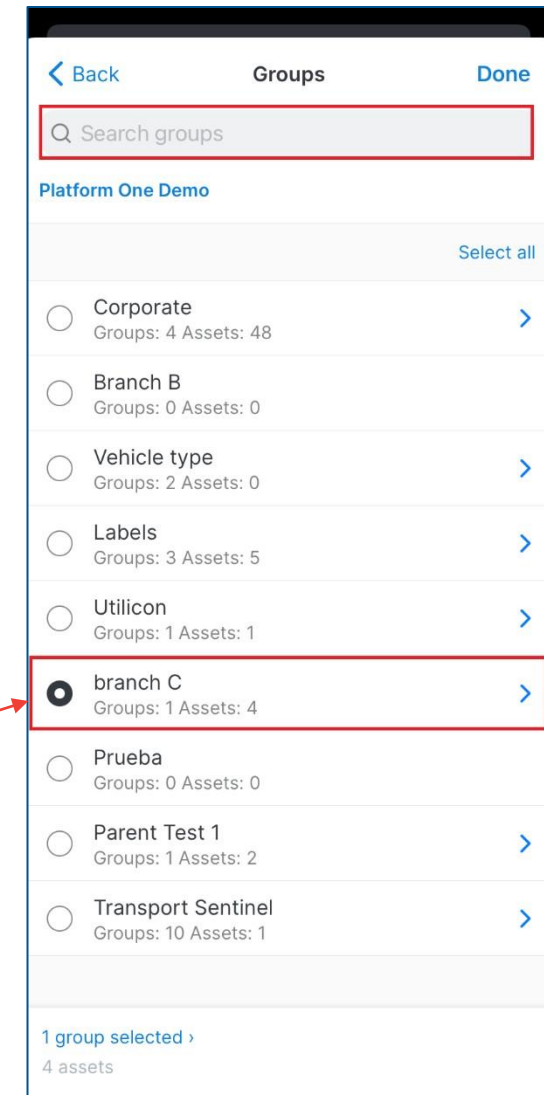 Back Groups Done
Search groups
Platform One Demo
Select all
Corporate
Groups: 4 Assets: 48
Branch B
Groups: 0 Assets: 0
Vehicle type
Groups: 2 Assets: 0
Labels
Groups: 3 Assets: 5
Utilicon
Groups: 1 Assets: 1
branch C
Groups: 1 Assets: 4
Prueba
Groups: 0 Assets: 0
Parent Test 1
Groups: 1 Assets: 2
Transport Sentinel
Groups: 10 Assets: 1
1 group selected ›
4 assets